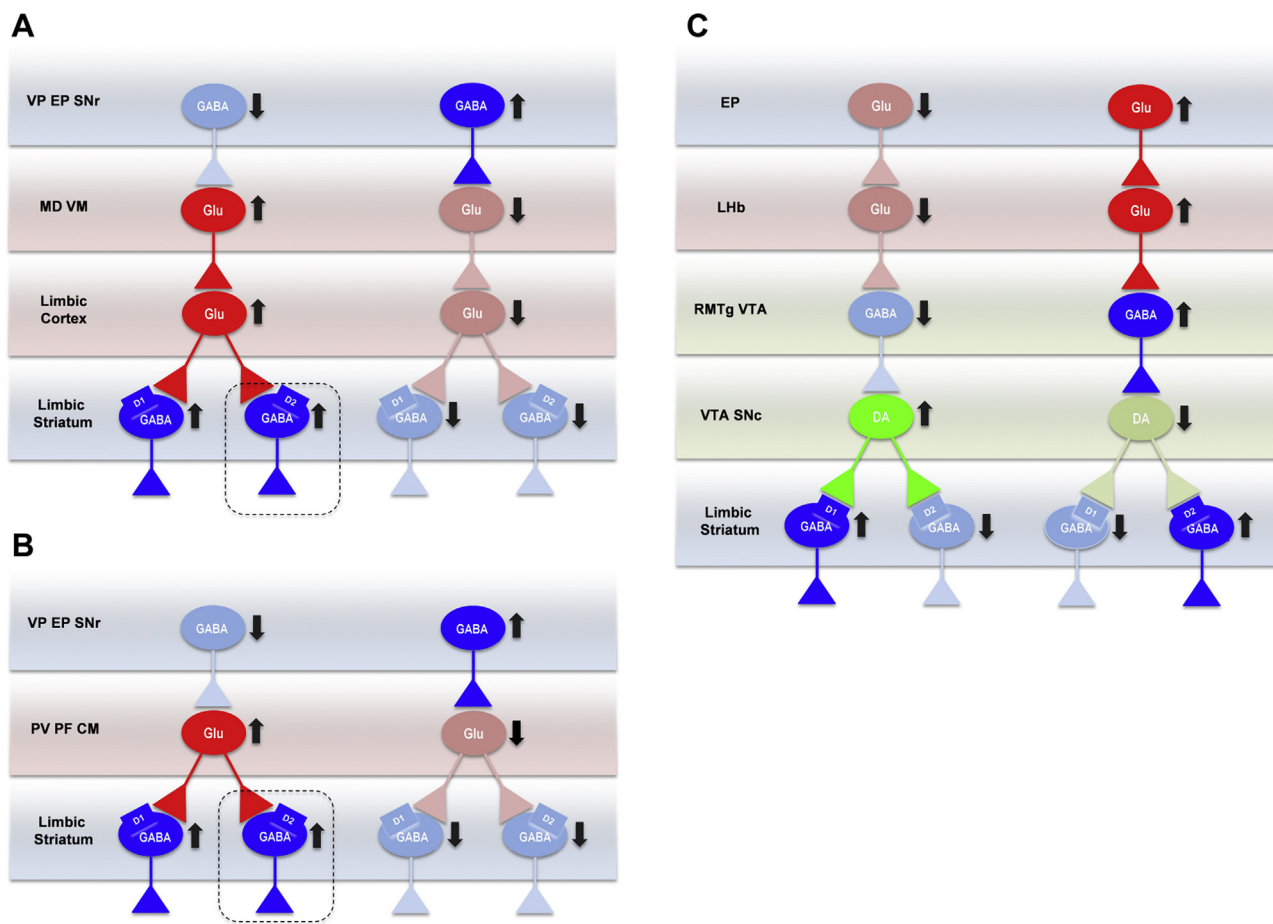 A
VP EP SNr
GABA
GABA
MD VM
Glu
Glu
Limbic
Cortex
Glu
Glu
Limbic
Striatum
D1
GABA
D2
GABA
D1
GABA
D2
GABA
B
VP EP SNr
GABA
GABA
PV PF CM
Glu
Glu
Limbic
Striatum
D1
GABA
D2
GABA
D1
GABA
D2
GABA
C
EP
Glu
Glu
LHb
Glu
Glu
RMTg VTA
GABA
GABA
VTA SNc
DA
DA
Limbic
Striatum
D1
GABA
D2
GABA
D1
GABA
D2
GABA